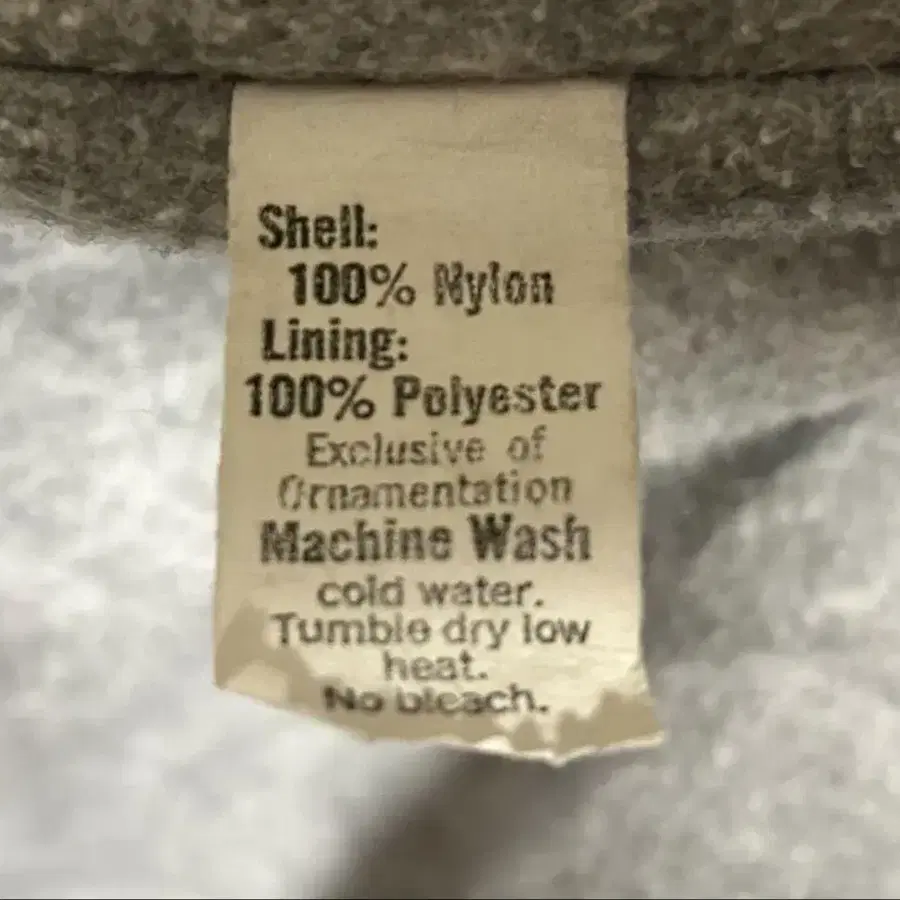 Shell:
100% Nylon
Lining:
100% Polyester
Exclusive of
Ornamentation
Machine Wash
cold water.
Tumble dry low
heat.
No bleach.